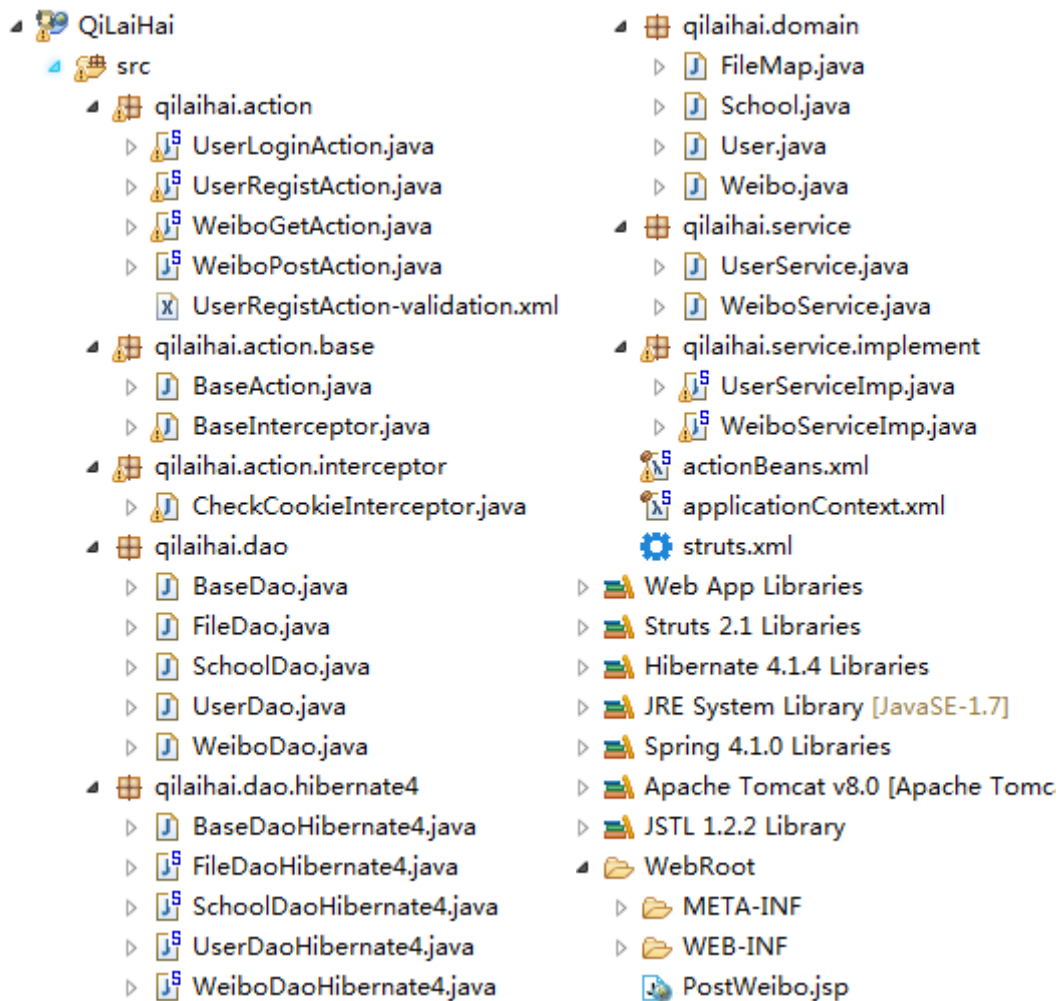 QiLaiHai
src
qilaihai.action
UserLoginAction.java
UserRegistAction.java
WeiboGetAction.java
WeiboPostAction.java
UserRegistAction-validation.xml
qilaihai.action.base
BaseAction.java
BaseInterceptor.java
qilaihai.action.interceptor
CheckCookieInterceptor.java
qilaihai.dao
BaseDao.java
FileDao.java
SchoolDao.java
UserDao.java
WeiboDao.java
qilaihai.dao.hibernate4
BaseDaoHibernate4.java
FileDaoHibernate4.java
SchoolDaoHibernate4.java
UserDaoHibernate4.java
WeiboDaoHibernate4.java
qilaihai.domain
FileMap.java
School.java
User.java
Weibo.java
qilaihai.service
UserService.java
WeiboService.java
qilaihai.service.implement
UserServiceImp.java
WeiboServiceImp.java
actionBeans.xml
applicationContext.xml
struts.xml
Web App Libraries
Struts 2.1 Libraries
Hibernate 4.1.4 Libraries
JRE System Library [JavaSE-1.7]
Spring 4.1.0 Libraries
Apache Tomcat v8.0 [Apache Tomc
JSTL 1.2.2 Library
WebRoot
META-INF
WEB-INF
PostWeibo.jsp